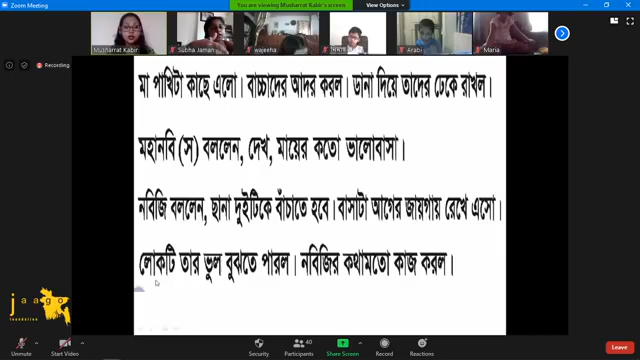 Zoom Meeting
You are viewing Musharrat Kabir's screen
View Options
Musharrat Kabir
Subha Jaman
wajeeha
Arabi
Maria
Recording
মা পাখিটা কাছে এলো। বাচ্চাদের আদর করল। ডানা দিয়ে তাদের ঢেকে রাখল।
মহানবি (স) বললেন, দেখ, মায়ের কতো ভালোবাসা।
নবিজি বললেন, ছানা দুইটিকে বাঁচাতে হবে। বাসাটা আগের জায়গায় রেখে এসো।
লোকটি তার ভুল বুঝতে পারল। নবিজির কথামতো কাজ করল।
jaago
foundation
Unmute
Start Video
Security
Participants
40
Share Screen
Record
Reactions
Leave